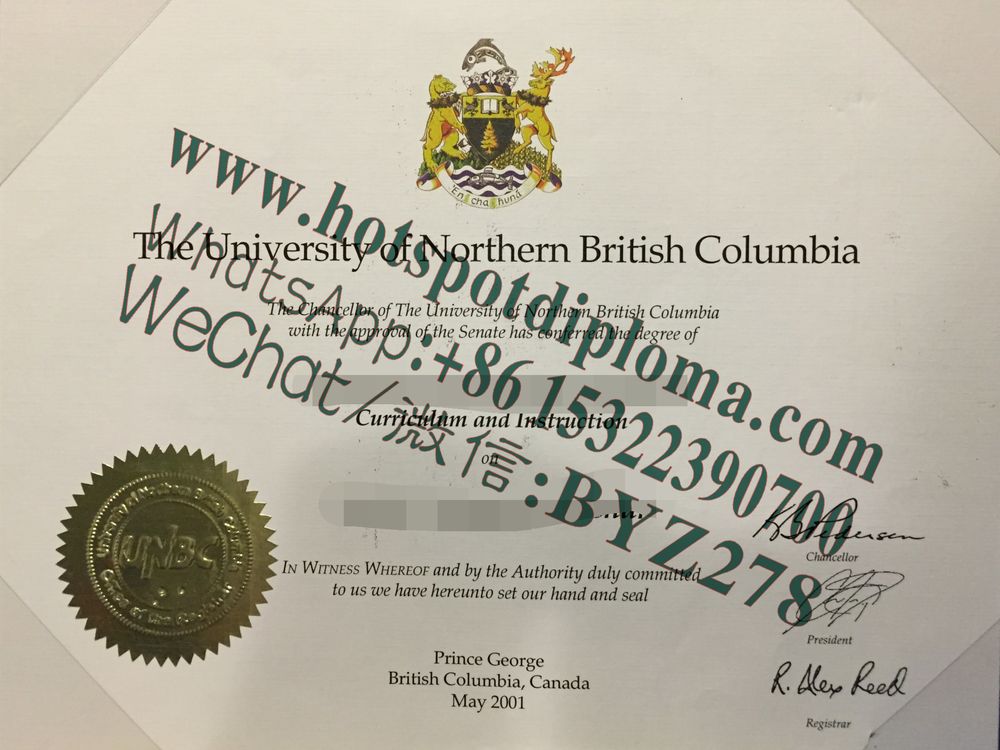 En cha huná
The University of Northern British Columbia
The Chancellor of The University of Northern British Columbia
with the approval of the Senate has conferred the degree of
Curriculum and Instruction
on
IN WITNESS WHEREOF and by the Authority duly committed
to us we have hereunto set our hand and seal
Prince George
British Columbia, Canada
May 2001
Chancellor
President
R. Alex Reed
Registrar
UNBC
www.hotspotdiploma.com
WhatsApp:+86 15322390700
WeChat/微信:BYZ278